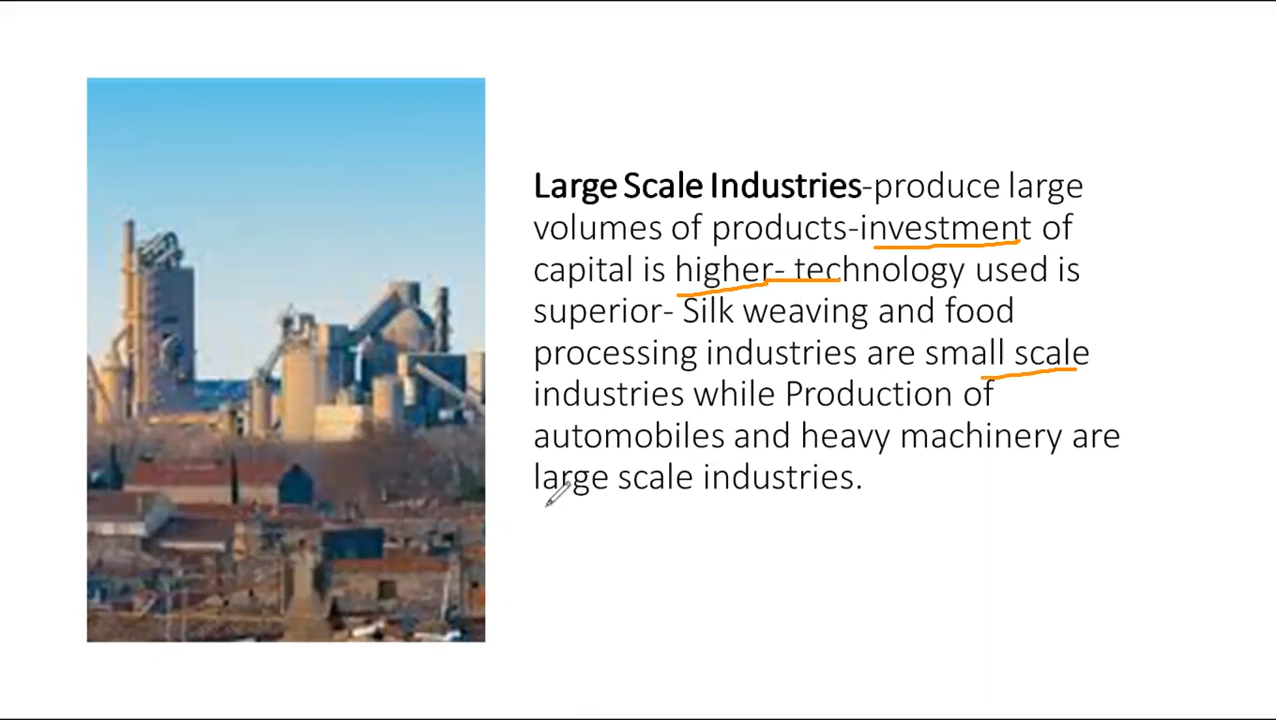 Large Scale Industries-produce large
volumes of products-investment of
capital is higher- technology used is
superior- Silk weaving and food
processing industries are small scale
industries while Production of
automobiles and heavy machinery are
large scale industries.